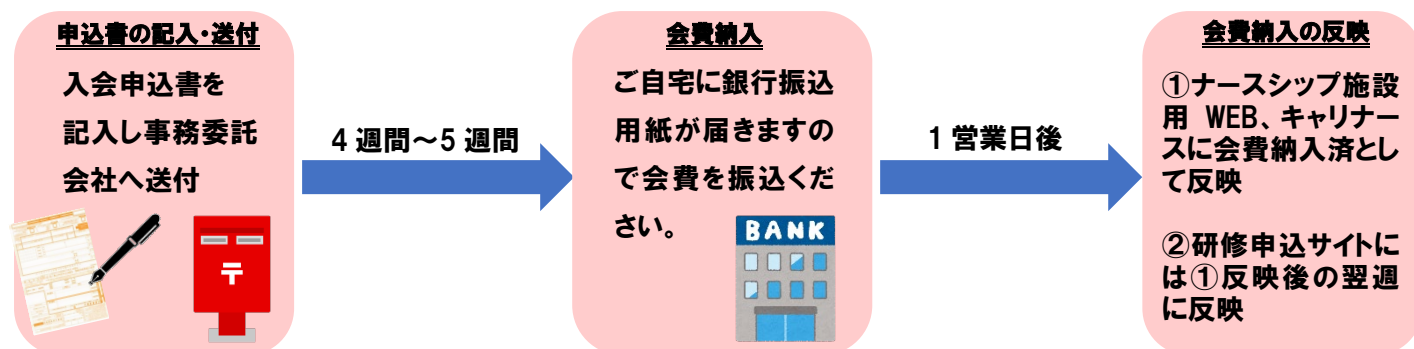 申込書の記入・送付
入会申込書を
記入し事務委託
会社へ送付
〒
4 週間～5 週間
会費納入
ご自宅に銀行振込
用紙が届きますの
で会費を振込くだ
さい。
BANK
1 営業日後
会費納入の反映
①ナースシップ施設
用 WEB、キャリナー
スに会費納入済とし
て反映
②研修申込サイトに
は①反映後の翌週
に反映